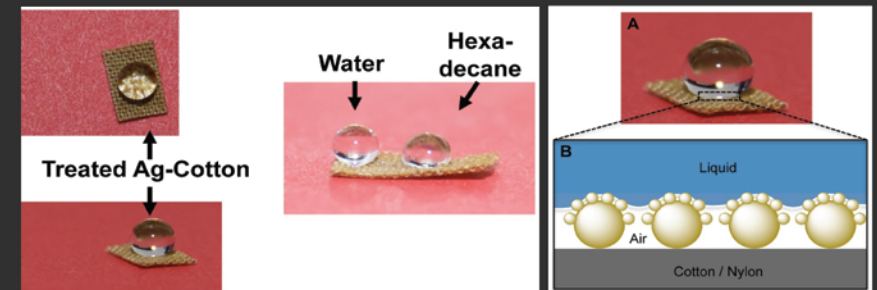 Treated Ag-Cotton
Water
Hexa-
decane
A
B
Liquid
Air
Cotton / Nylon